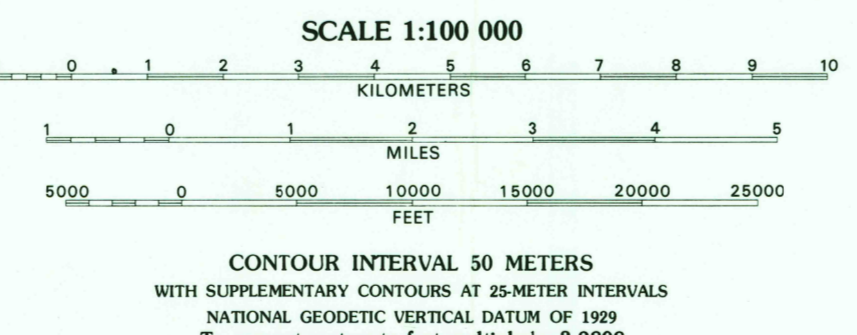 SCALE 1:100 000
0 1 2 3 4 5 6 7 8 9 10
KILOMETERS
1 0 1 2 3 4 5
MILES
5000 0 5000 10000 15000 20000 25000
FEET
CONTOUR INTERVAL 50 METERS
WITH SUPPLEMENTARY CONTOURS AT 25-METER INTERVALS
NATIONAL GEODETIC VERTICAL DATUM OF 1929